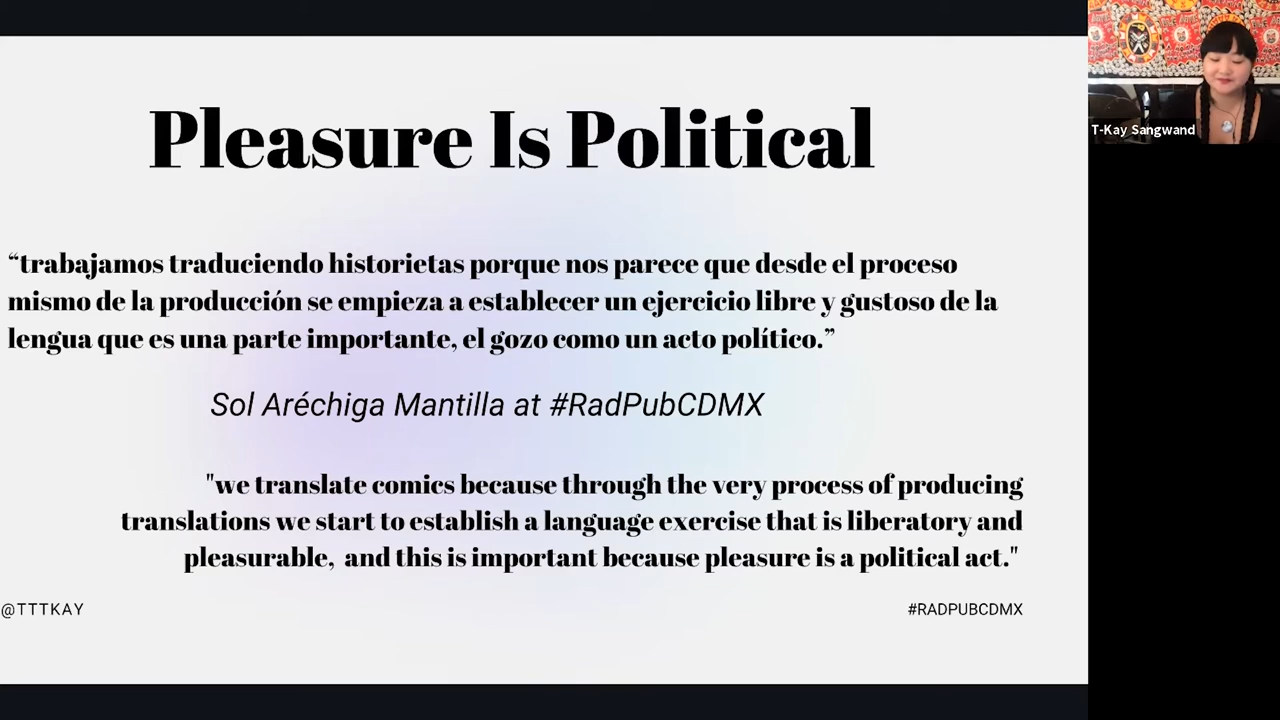 Pleasure Is Political
“trabajamos traduciendo historietas porque nos parece que desde el proceso
mismo de la producción se empieza a establecer un ejercicio libre y gustoso de la
lengua que es una parte importante, el gozo como un acto político.”
Sol Aréchiga Mantilla at #RadPubCDMX
"we translate comics because through the very process of producing
translations we start to establish a language exercise that is liberatory and
pleasurable, and this is important because pleasure is a political act."
@TTTKAY
#RADPUBCDMX
T-Kay Sangwand